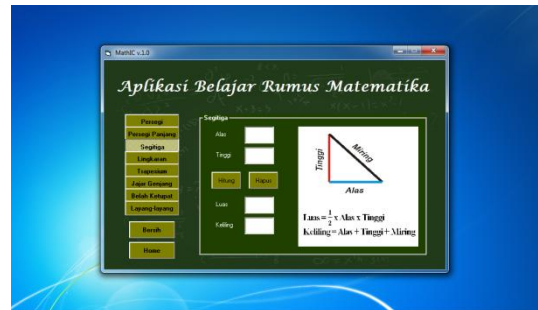 MathIC v.1.0
Aplikasi Belajar Rumus Matematika
Persegi
Persegi Panjang
Segitiga
Lingkaran
Trapesium
Jajar Genjang
Belah Ketupat
Layang-layang
Bersih
Home
Segitiga
Alas
Tinggi
Hitung Hapus
Luas
Keliling
Tinggi
Miring
Alas
Luas = 1/2 x Alas x Tinggi
Keliling = Alas + Tinggi + Miring